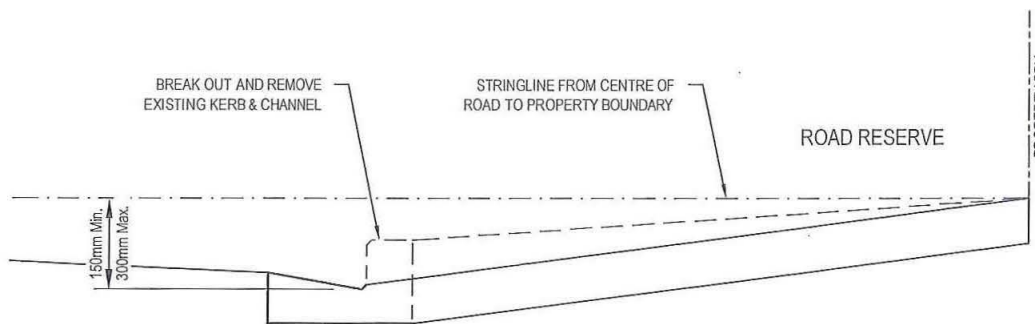 BREAK OUT AND REMOVE
EXISTING KERB & CHANNEL
STRINGLINE FROM CENTRE OF
ROAD TO PROPERTY BOUNDARY
ROAD RESERVE
150mm Min.
300mm Max.